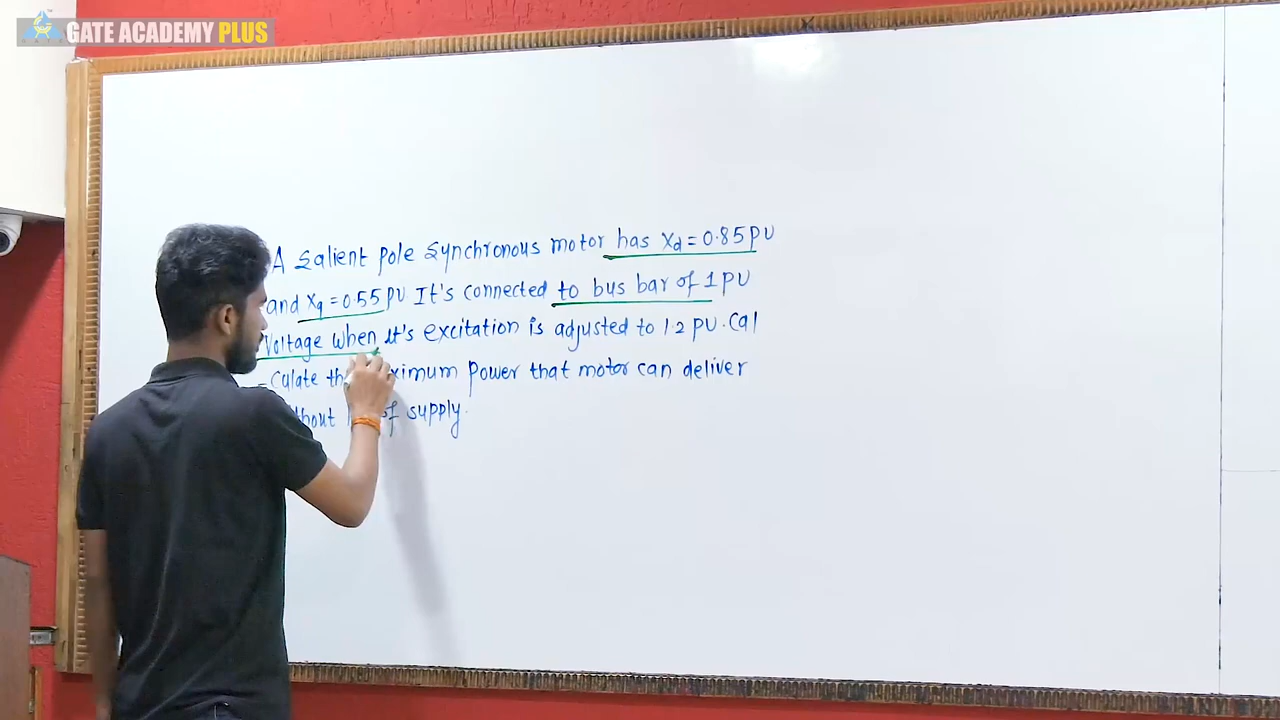 GATE ACADEMY PLUS
A salient pole synchronous motor has Xd = 0.85 PU
and Xq = 0.55 PU It's connected to bus bar of 1 PU
Voltage when it's excitation is adjusted to 1.2 PU. Cal
-culate power that motor can deliver
of supply.